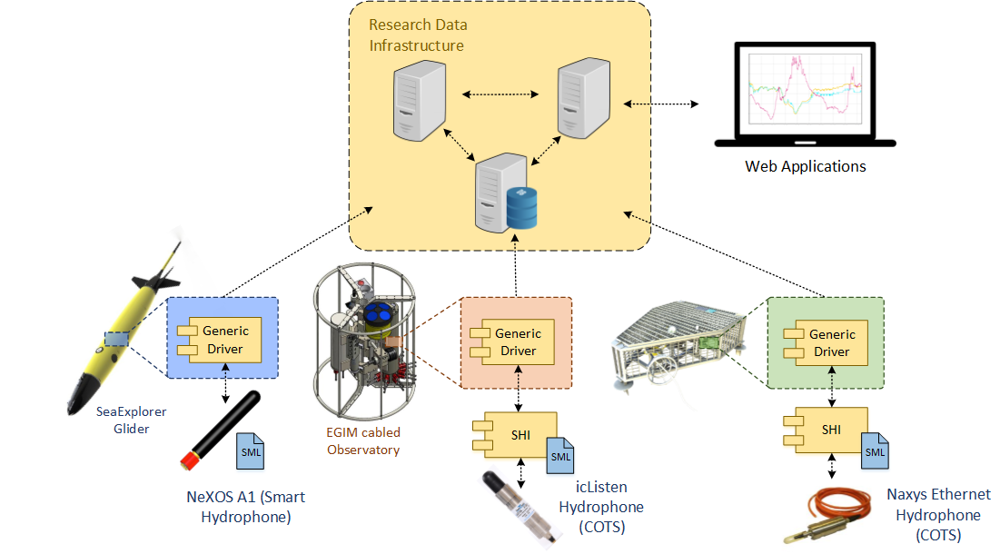 Research Data
Infrastructure
Web Applications
Generic
Driver
SeaExplorer
Glider
SML
NeXOS A1 (Smart
Hydrophone)
Generic
Driver
EGIM cabled
Observatory
SHI
SML
icListen
Hydrophone
(COTS)
Generic
Driver
SHI
SML
Naxys Ethernet
Hydrophone
(COTS)